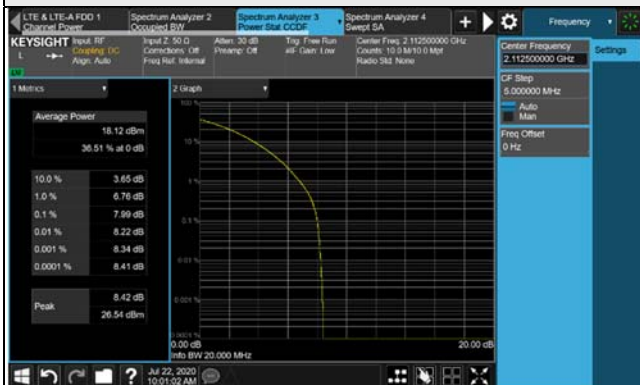 LTE & LTE-A FDD 1
Channel Power
Spectrum Analyzer 2
Occupied BW
Spectrum Analyzer 3
Power Stat CCDF
Spectrum Analyzer 4
Swept SA
Frequency
KEYSIGHT
L
Input: RF
Coupling: DC
Align: Auto
Input Z: 50 Ω
Corrections: Off
Freq Ref: Internal
Atten: 30 dB
Preamp: Off
Trig: Free Run
#IF Gain: Low
Center Freq: 2.112500000 GHz
Counts: 10.0 M/10.0 Mpt
Radio Std: None
Center Frequency
2.112500000 GHz
Settings
CF Step
5.000000 MHz
Auto
Man
Freq Offset
0 Hz
1 Metrics
Average Power
18.12 dBm
36.51 % at 0 dB
10.0 % 3.65 dB
1.0 % 6.76 dB
0.1 % 7.99 dB
0.01 % 8.22 dB
0.001 % 8.34 dB
0.0001 % 8.41 dB
Peak
8.42 dB
26.54 dBm
2 Graph
100 %
10 %
1 %
0.1 %
0.01 %
0.001 %
0.0001 %
0.00 dB
20.00 dB
Info BW 20.000 MHz
?
Jul 22, 2020
10:01:02 AM